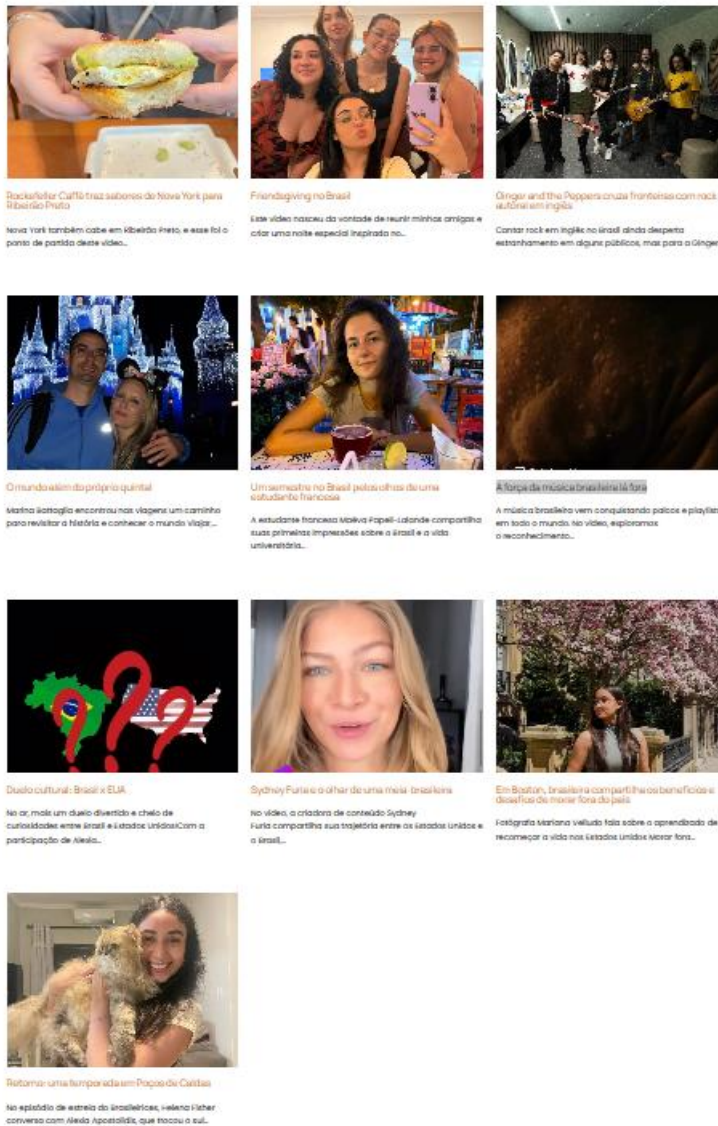 Rockefeller Caffè traz sabores de Nova York para
Ribeirão Preto
Nova York também cabe em Ribeirão Preto, e esse foi o
ponto de partida deste vídeo...
Friendsgiving no Brasil
Este vídeo nasceu da vontade de reunir minhas amigas e
criar uma noite especial inspirada no...
Ginger and the Peppers cruza fronteiras com rock
autoral em inglês
Cantar rock em inglês no Brasil ainda desperta
estranhamento em alguns públicos, mas para a Ginger
O mundo além do próprio quintal
Marina Battaglia encontrou nas viagens um caminho
para revisitar a história e conhecer o mundo Viajar,...
Um semestre no Brasil pelos olhos de uma
estudante francesa
A estudante francesa Maëva Papeil-Lalande compartilha
suas primeiras impressões sobre o Brasil e a vida
universitária...
A força da música brasileira lá fora
A música brasileira vem conquistando palcos e playlists
em todo o mundo. No vídeo, exploramos
o reconhecimento...
Duelo cultural: Brasil x EUA
No ar, mais um duelo divertido e cheio de
curiosidades entre Brasil e Estados Unidos!Com a
participação de Alexia...
Sydney Furia e o olhar de uma meia-brasileira
No vídeo, a criadora de conteúdo Sydney
Furia compartilha sua trajetória entre os Estados Unidos e
o Brasil,...
Em Boston, brasileira compartilha os benefícios e
desafios de morar fora do país
Fotógrafa Mariana Velludo fala sobre o aprendizado de
recomeçar a vida nos Estados Unidos Morar fora...
Retorno: uma temporada em Poços de Caldas
No episódio de estreia do Brasileirices, Helena Fisher
conversa com Alexia Apostolidis, que trocou o sul...